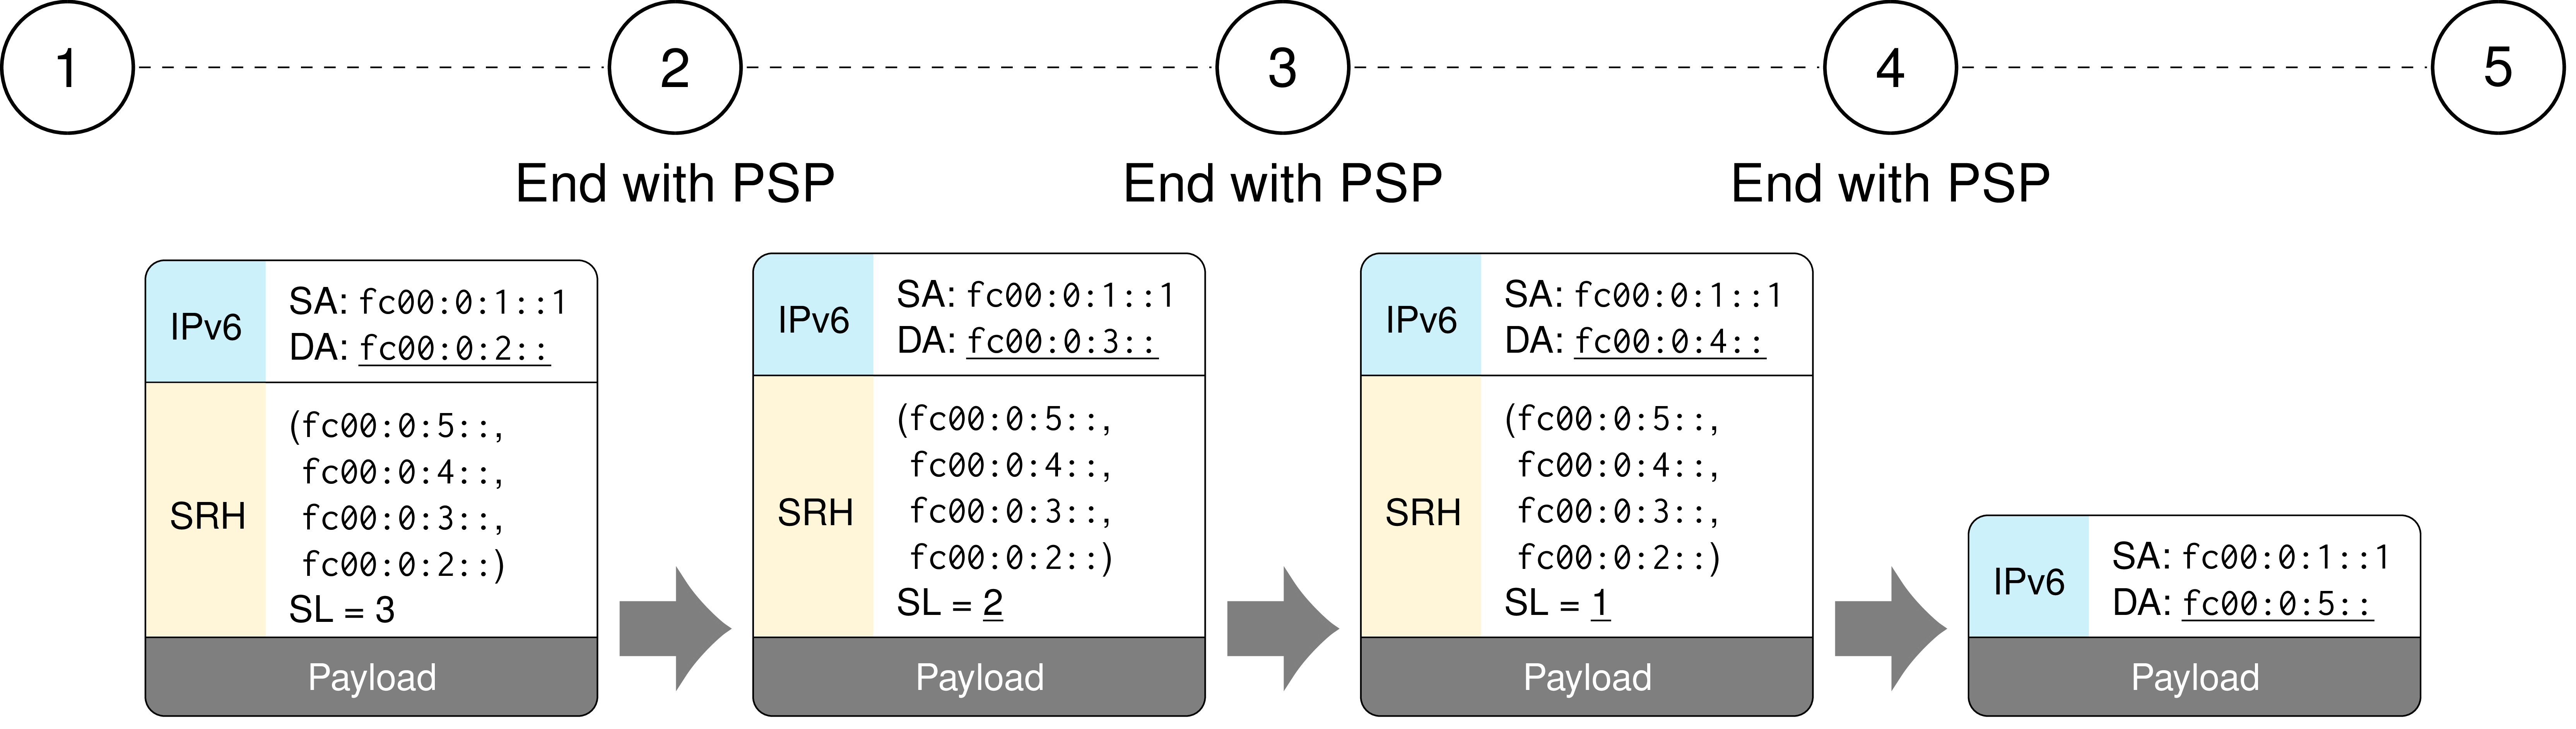 1
2
3
4
5
End with PSP
End with PSP
End with PSP
IPv6
SA: fc00:0:1::1
DA: fc00:0:2::
SRH
(fc00:0:5::,
fc00:0:4::,
fc00:0:3::,
fc00:0:2::)
SL = 3
Payload
IPv6
SA: fc00:0:1::1
DA: fc00:0:3::
SRH
(fc00:0:5::,
fc00:0:4::,
fc00:0:3::,
fc00:0:2::)
SL = 2
Payload
IPv6
SA: fc00:0:1::1
DA: fc00:0:4::
SRH
(fc00:0:5::,
fc00:0:4::,
fc00:0:3::,
fc00:0:2::)
SL = 1
Payload
IPv6
SA: fc00:0:1::1
DA: fc00:0:5::
Payload